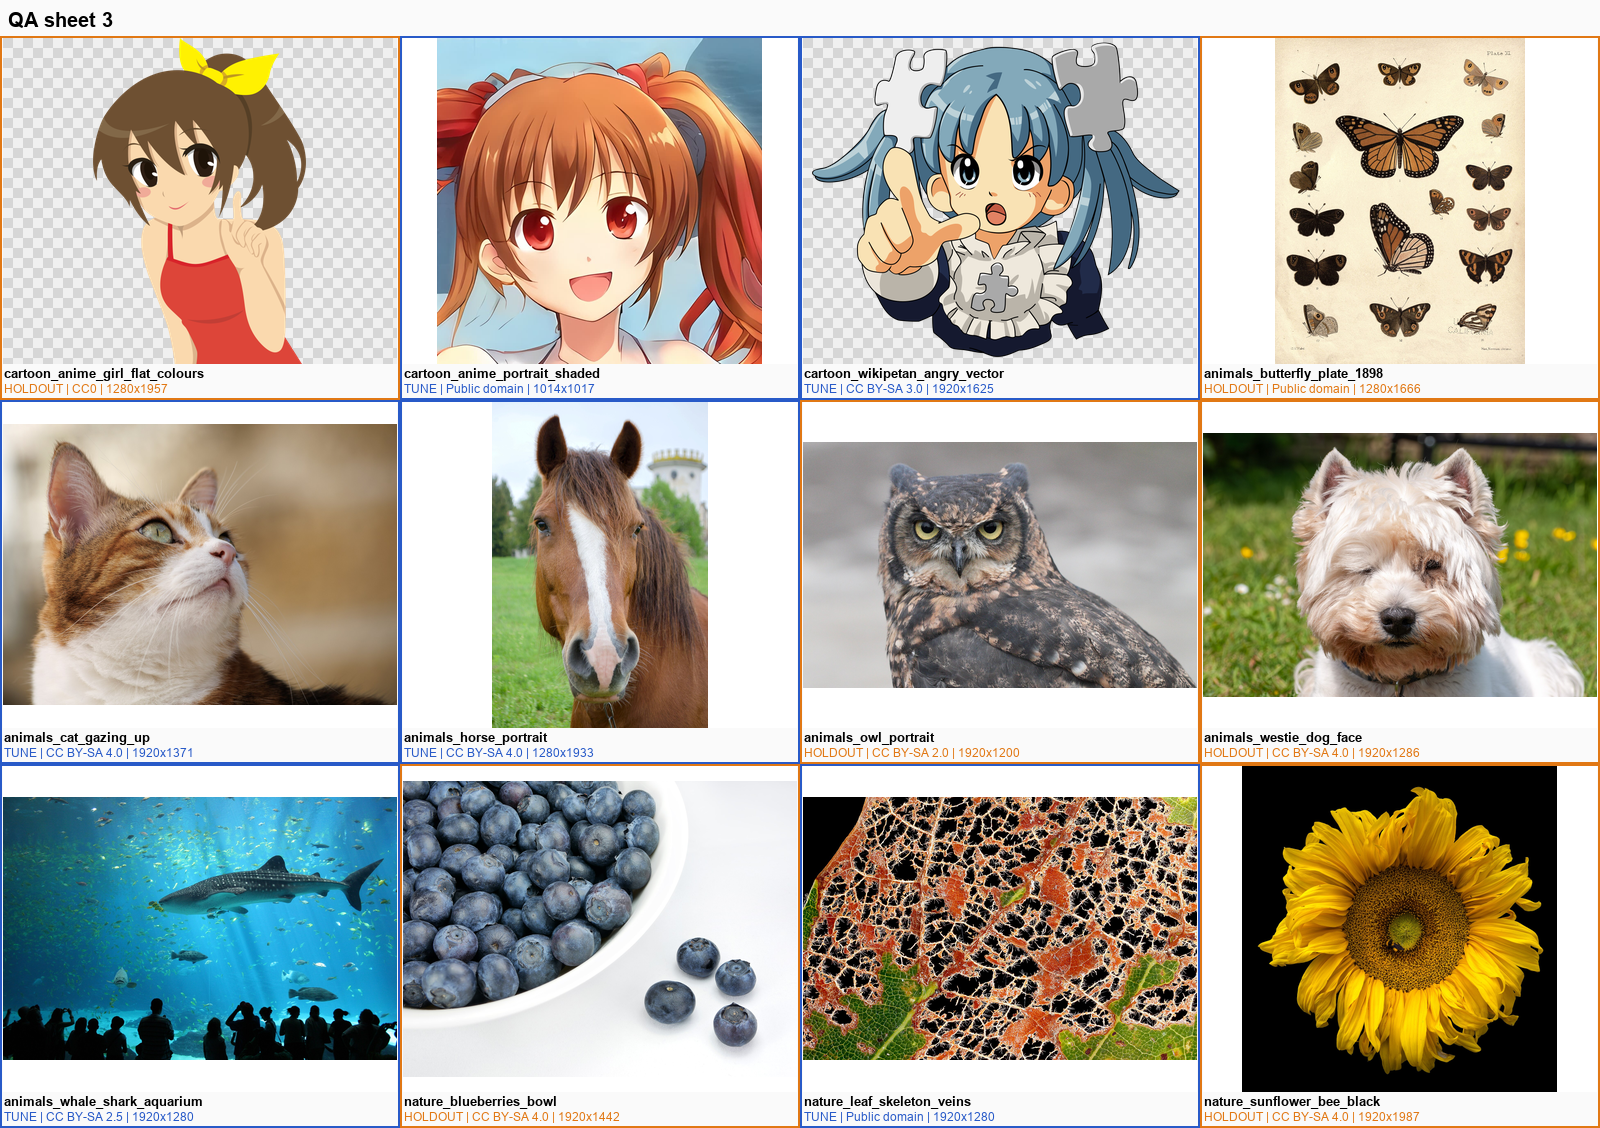 QA sheet 3
cartoon_anime_girl_flat_colours
HOLDOUT | CC0 | 1280x1957
cartoon_anime_portrait_shaded
TUNE | Public domain | 1014x1017
cartoon_wikipetan_angry_vector
TUNE | CC BY-SA 3.0 | 1920x1625
Plate XI
animals_butterfly_plate_1898
HOLDOUT | Public domain | 1280x1666
animals_cat_gazing_up
TUNE | CC BY-SA 4.0 | 1920x1371
animals_horse_portrait
TUNE | CC BY-SA 4.0 | 1280x1933
animals_owl_portrait
HOLDOUT | CC BY-SA 2.0 | 1920x1200
animals_westie_dog_face
HOLDOUT | CC BY-SA 4.0 | 1920x1286
animals_whale_shark_aquarium
TUNE | CC BY-SA 2.5 | 1920x1280
nature_blueberries_bowl
HOLDOUT | CC BY-SA 4.0 | 1920x1442
nature_leaf_skeleton_veins
TUNE | Public domain | 1920x1280
nature_sunflower_bee_black
HOLDOUT | CC BY-SA 4.0 | 1920x1987